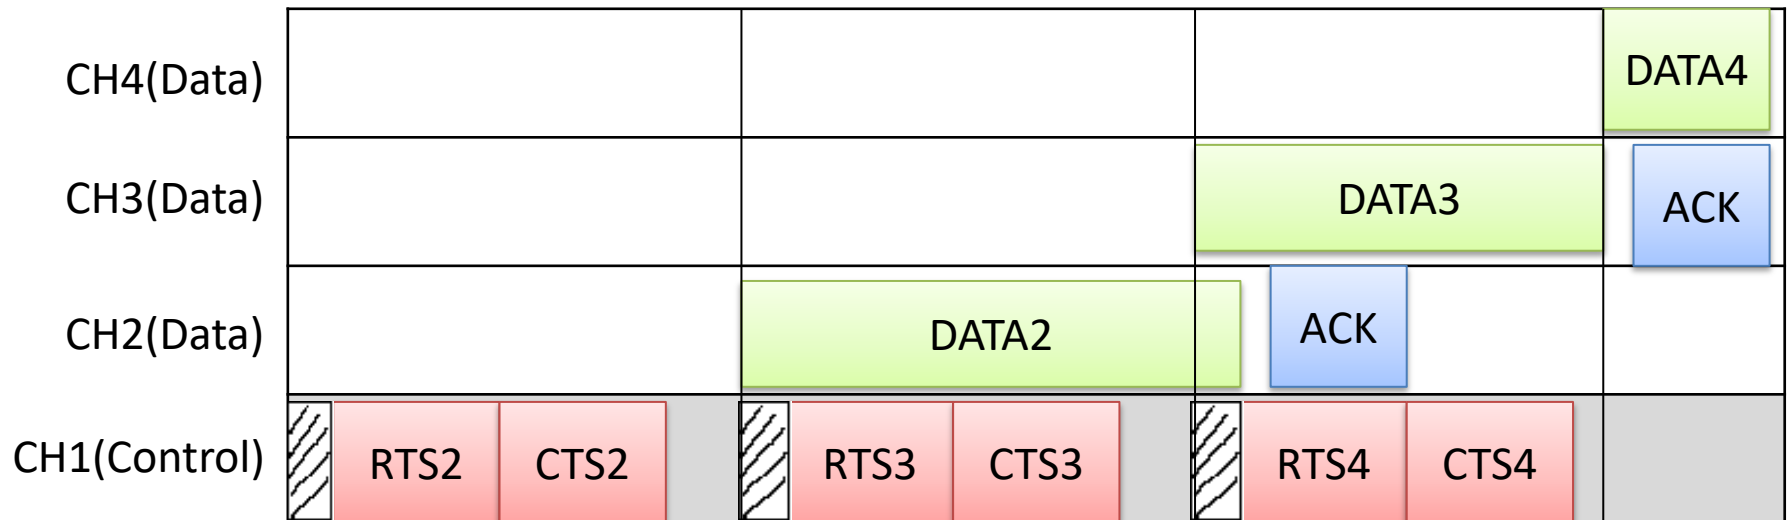 CH4(Data)
DATA4
CH3(Data)
DATA3
ACK
CH2(Data)
DATA2
ACK
CH1(Control)
RTS2
CTS2
RTS3
CTS3
RTS4
CTS4